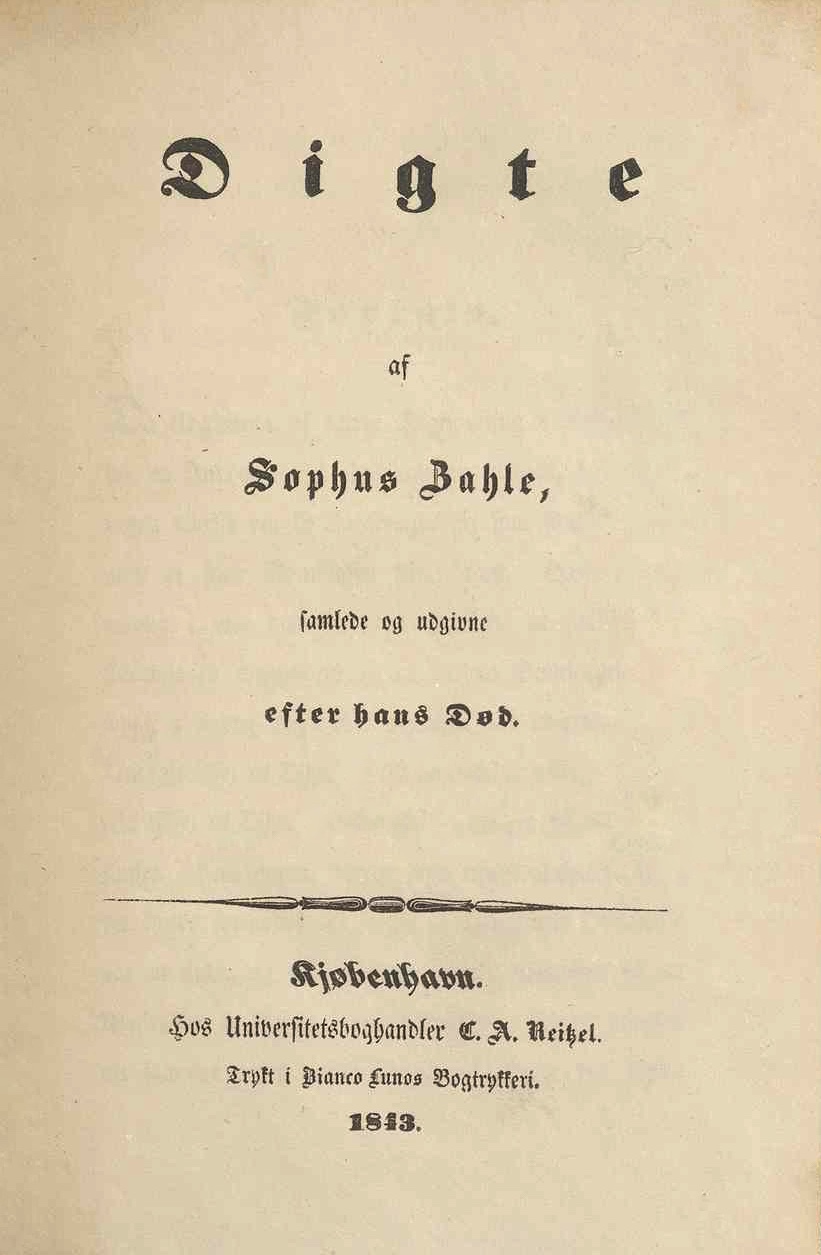 Digte
af
Sophus Zahle,
samlede og udgivne
efter hans Død.
Kjøbenhavn.
Hos Universitetsboghandler C. A. Reitzel.
Trykt i Bianco Lunos Bogtrykkeri.
1843.